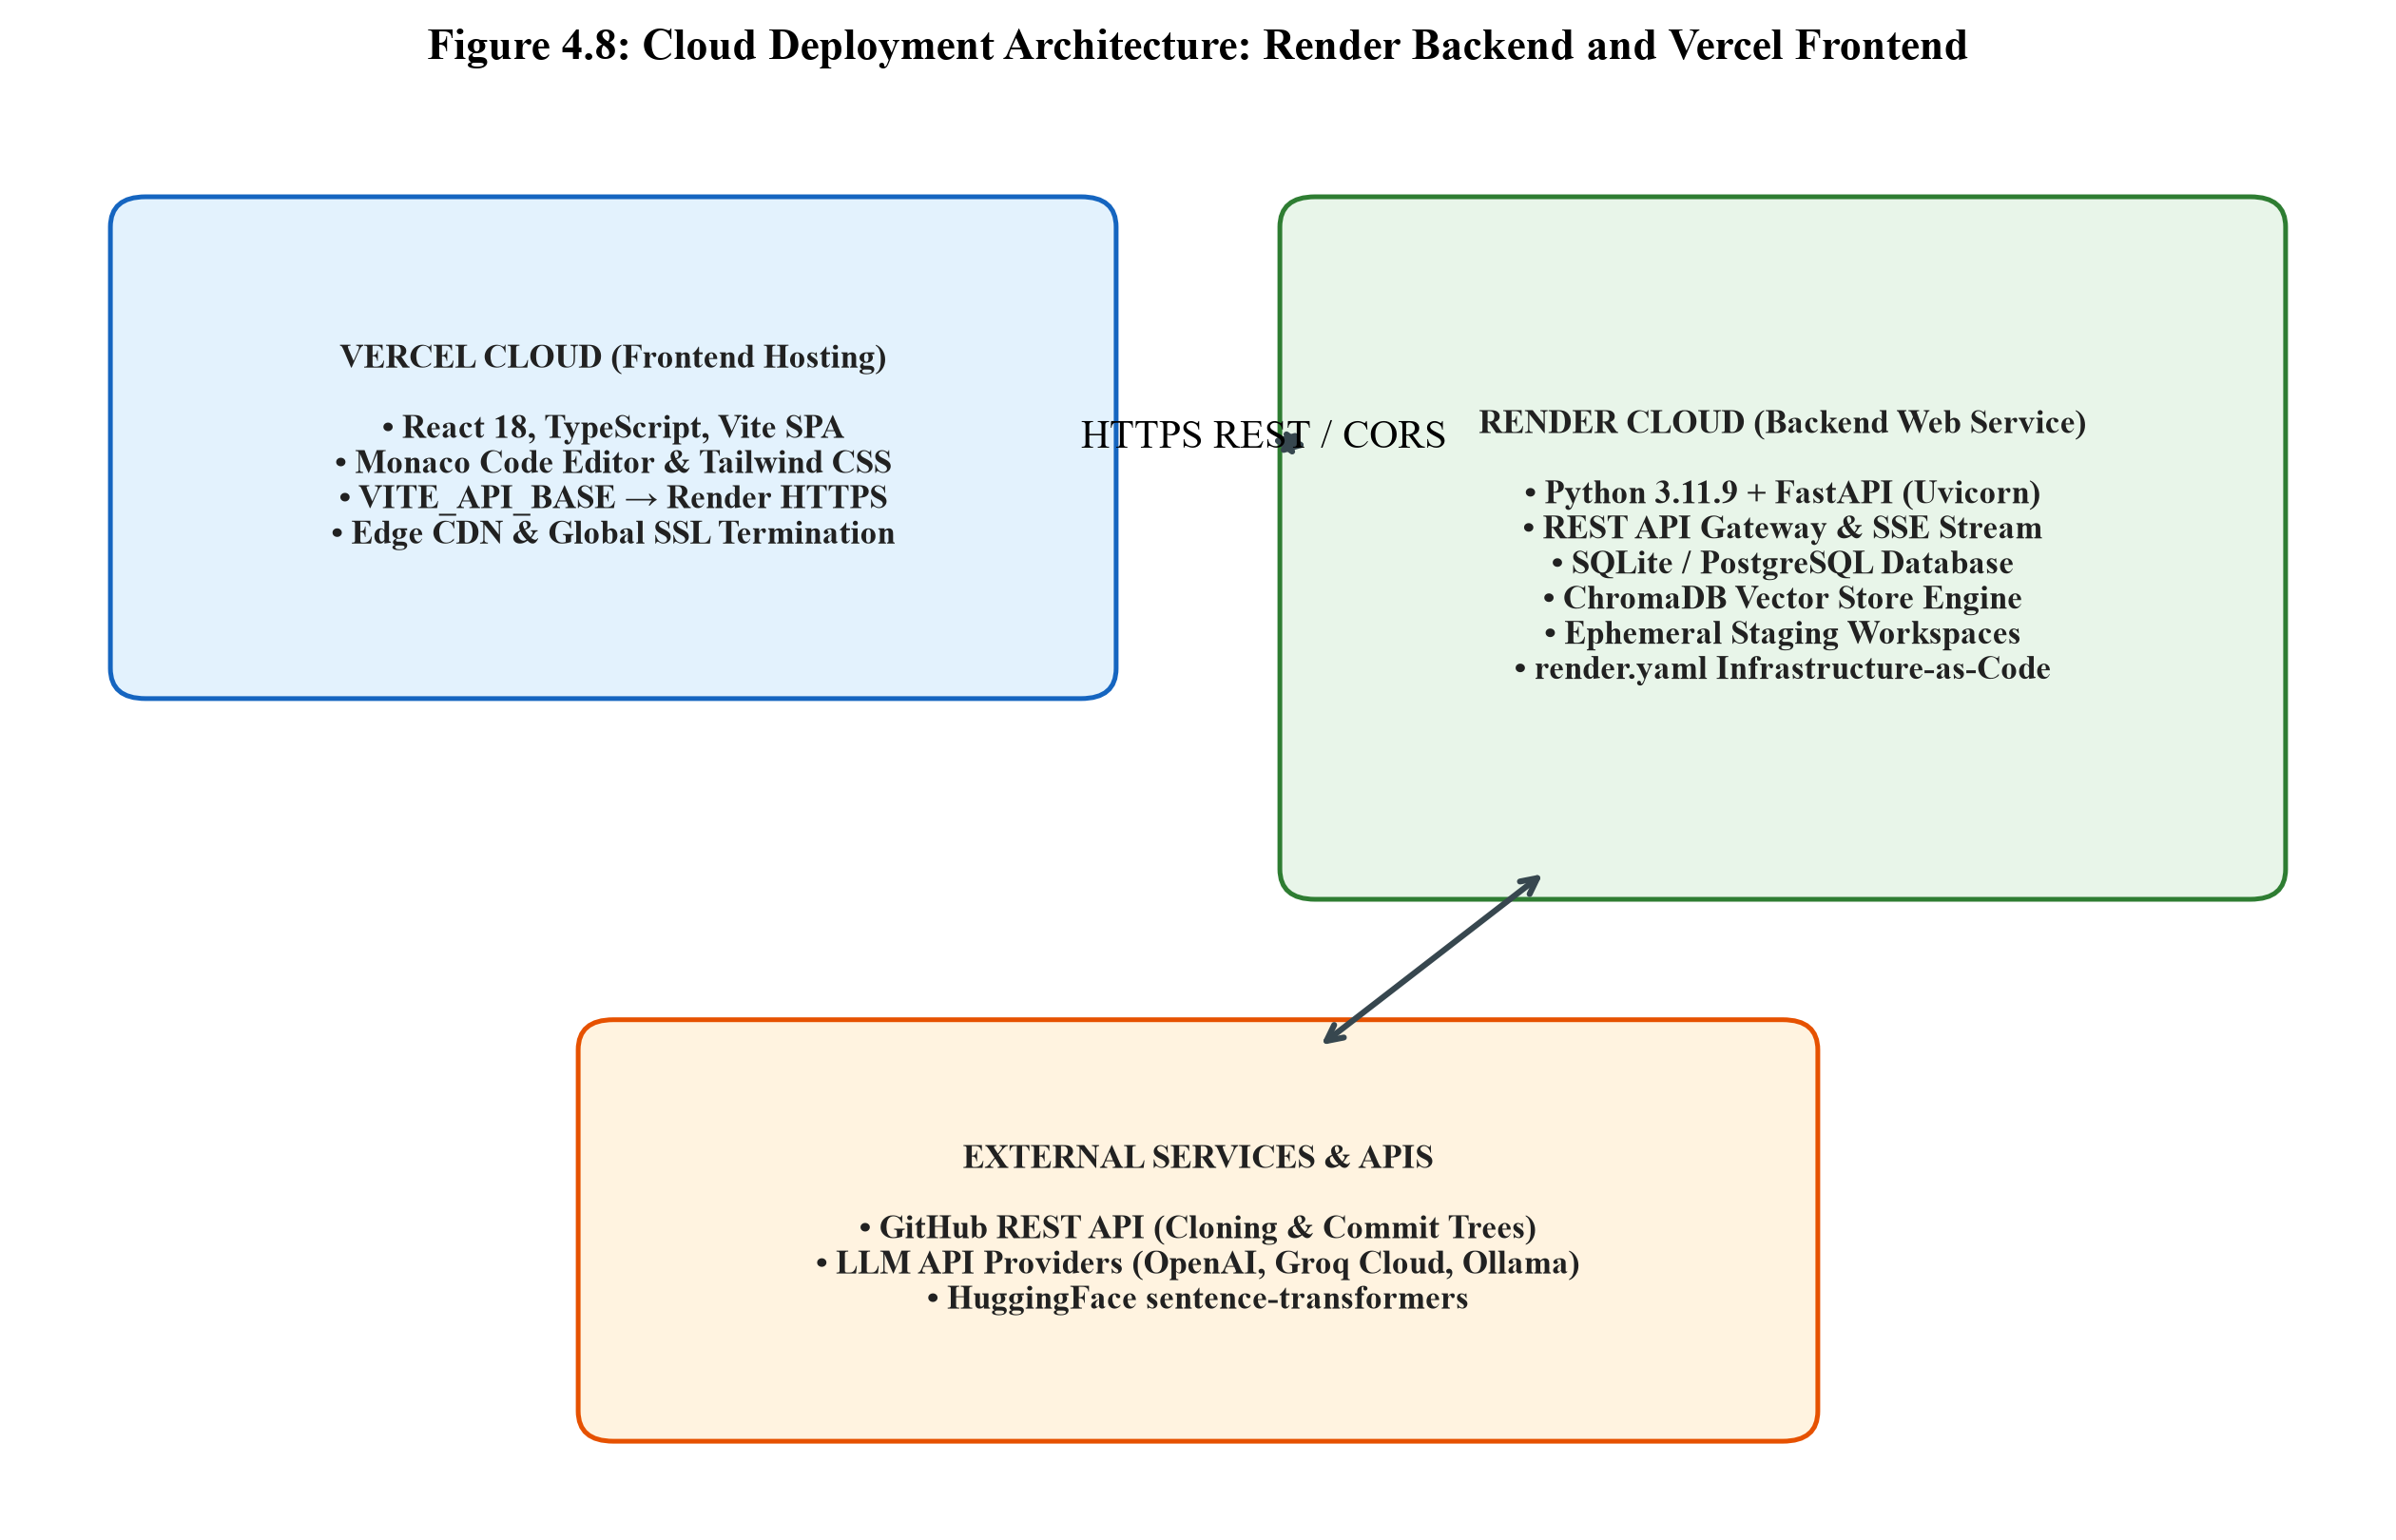 Figure 4.8: Cloud Deployment Architecture: Render Backend and Vercel Frontend
VERCEL CLOUD (Frontend Hosting)
• React 18, TypeScript, Vite SPA
• Monaco Code Editor & Tailwind CSS
• VITE_API_BASE → Render HTTPS
• Edge CDN & Global SSL Termination
HTTPS REST / CORS
RENDER CLOUD (Backend Web Service)
• Python 3.11.9 + FastAPI (Uvicorn)
• REST API Gateway & SSE Stream
• SQLite / PostgreSQL Database
• ChromaDB Vector Store Engine
• Ephemeral Staging Workspaces
• render.yaml Infrastructure-as-Code
EXTERNAL SERVICES & APIS
• GitHub REST API (Cloning & Commit Trees)
• LLM API Providers (OpenAI, Groq Cloud, Ollama)
• HuggingFace sentence-transformers